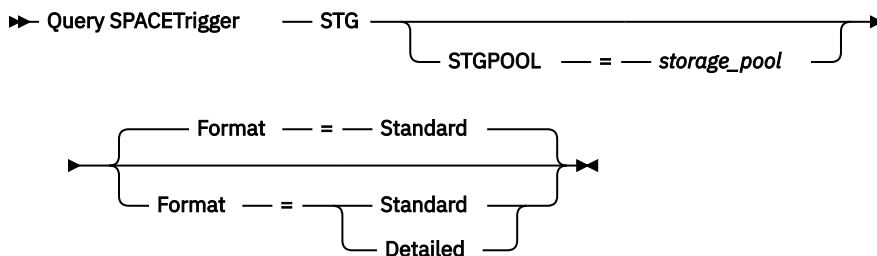 Query SPACETrigger STG
STGPOOL = storage_pool
Format = Standard
Format = Standard
Detailed